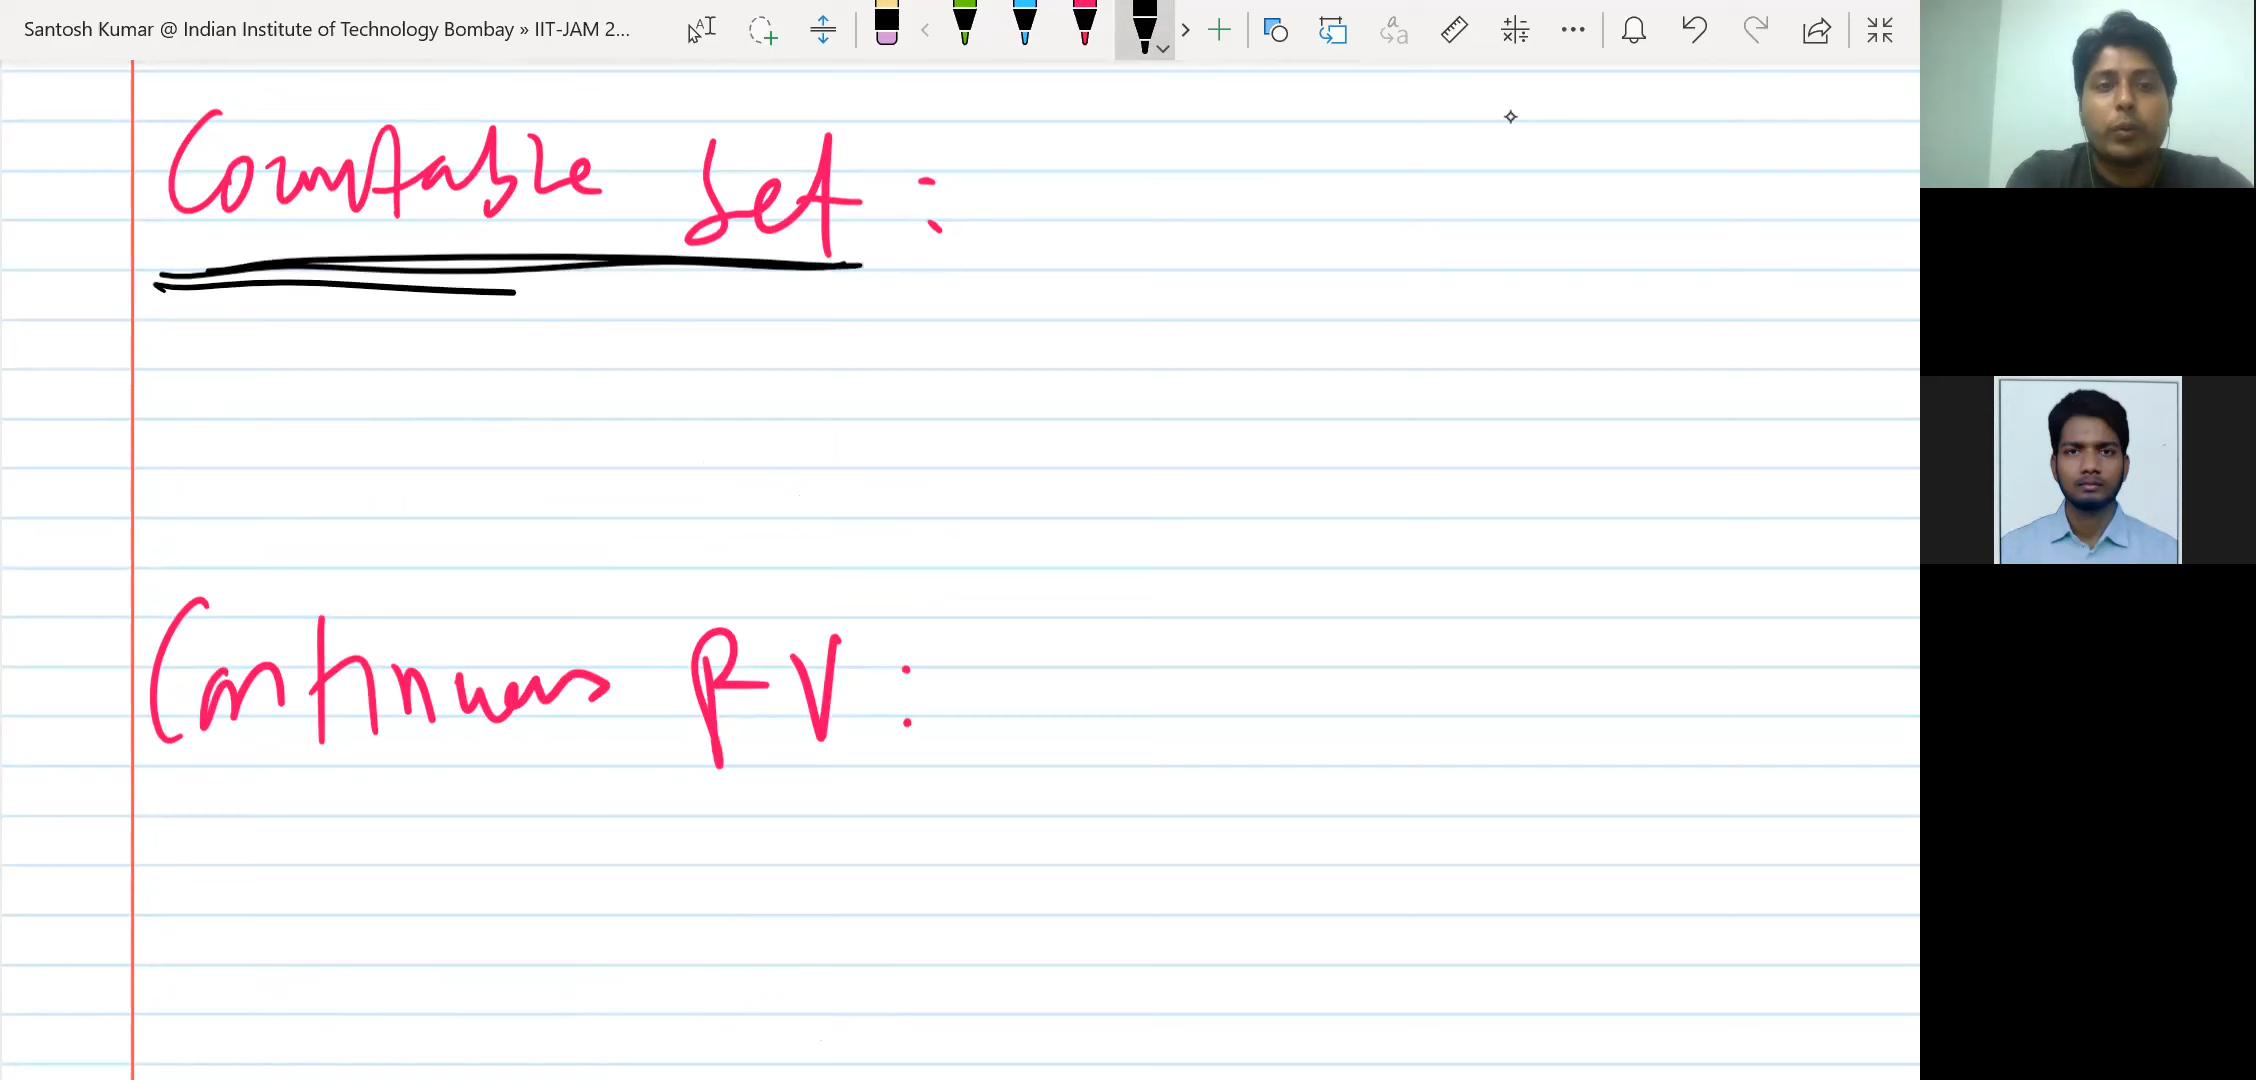 Santosh Kumar @ Indian Institute of Technology Bombay » IIT-JAM 2...
Countable Set :
Continuous RV :